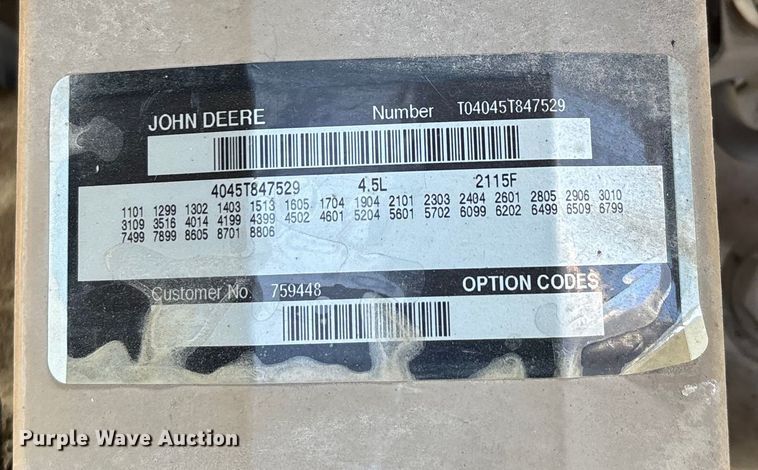 JOHN DEERE Number T04045T847529
4045T847529 4.5L 2115F
1101 1299 1302 1403 1513 1605 1704 1904 2101 2303 2404 2601 2805 2906 3010
3109 3516 4014 4199 4399 4502 4601 5204 5601 5702 6099 6202 6499 6509 6799
7499 7899 8605 8701 8806
Customer No. 759448 OPTION CODES
Purple Wave Auction